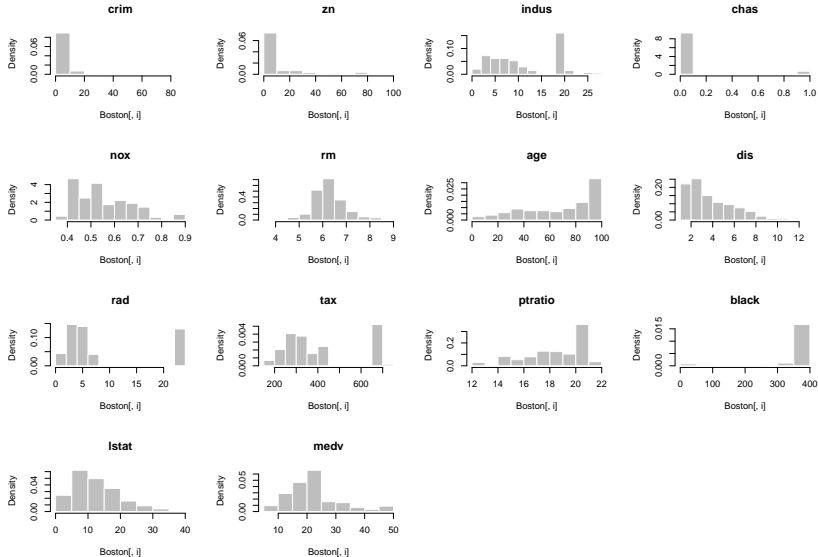 crim zn indus chas
Density 0.00 0.06 Density 0.00 0.06 Density 0.00 0.10 Density 0 4 8
0 20 40 60 80 0 20 40 60 80 100 0 5 10 15 20 25 0.0 0.2 0.4 0.6 0.8 1.0
Boston[, i] Boston[, i] Boston[, i] Boston[, i]
nox rm age dis
Density 0 2 4 Density 0.0 0.4 Density 0.000 0.025 Density 0.00 0.20
0.4 0.5 0.6 0.7 0.8 0.9 4 5 6 7 8 9 0 20 40 60 80 100 2 4 6 8 10 12
Boston[, i] Boston[, i] Boston[, i] Boston[, i]
rad tax ptratio black
Density 0.00 0.10 Density 0.000 0.004 Density 0.0 0.2 Density 0.000 0.015
0 5 10 20 200 400 600 12 14 16 18 20 22 0 100 200 300 400
Boston[, i] Boston[, i] Boston[, i] Boston[, i]
lstat medv
Density 0.00 0.04 Density 0.00 0.05
0 10 20 30 40 10 20 30 40 50
Boston[, i] Boston[, i]